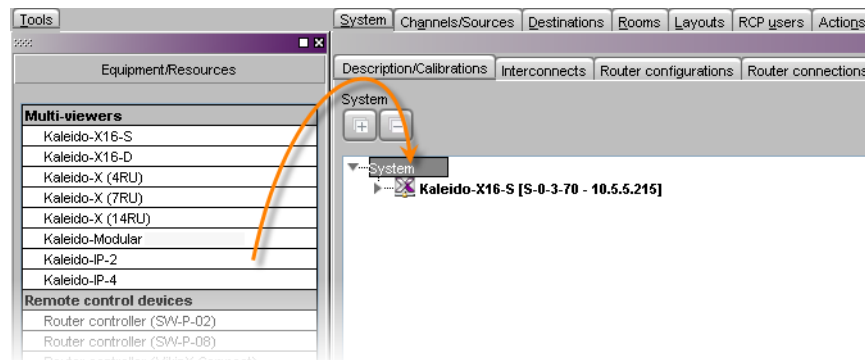 Tools
System Channels/Sources Destinations Rooms Layouts RCP users Actions
Equipment/Resources
Description/Calibrations Interconnects Router configurations Router connections
System
Multi-viewers
Kaleido-X16-S
Kaleido-X16-D
Kaleido-X (4RU)
Kaleido-X (7RU)
Kaleido-X (14RU)
Kaleido-Modular
Kaleido-IP-2
Kaleido-IP-4
Remote control devices
Router controller (SW-P-02)
Router controller (SW-P-08)
System
Kaleido-X16-S [S-0-3-70 - 10.5.5.215]